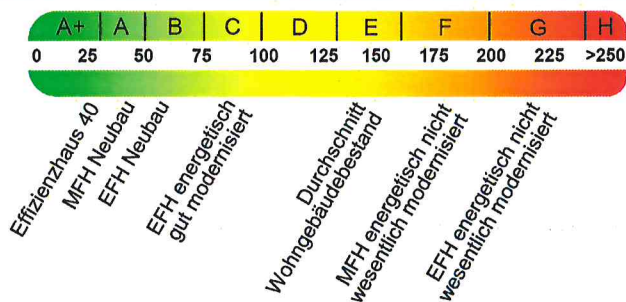 A+ A B C D E F G H
0 25 50 75 100 125 150 175 200 225 >250
Effizienzhaus 40
MFH Neubau
EFH Neubau
EFH energetisch
gut modernisiert
Durchschnitt
Wohngebäudebestand
MFH energetisch nicht
wesentlich modernisiert
EFH energetisch nicht
wesentlich modernisiert